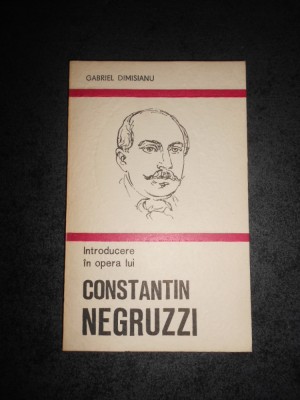 GABRIEL DIMISIANU
Introducere
în opera lui
CONSTANTIN
NEGRUZZI